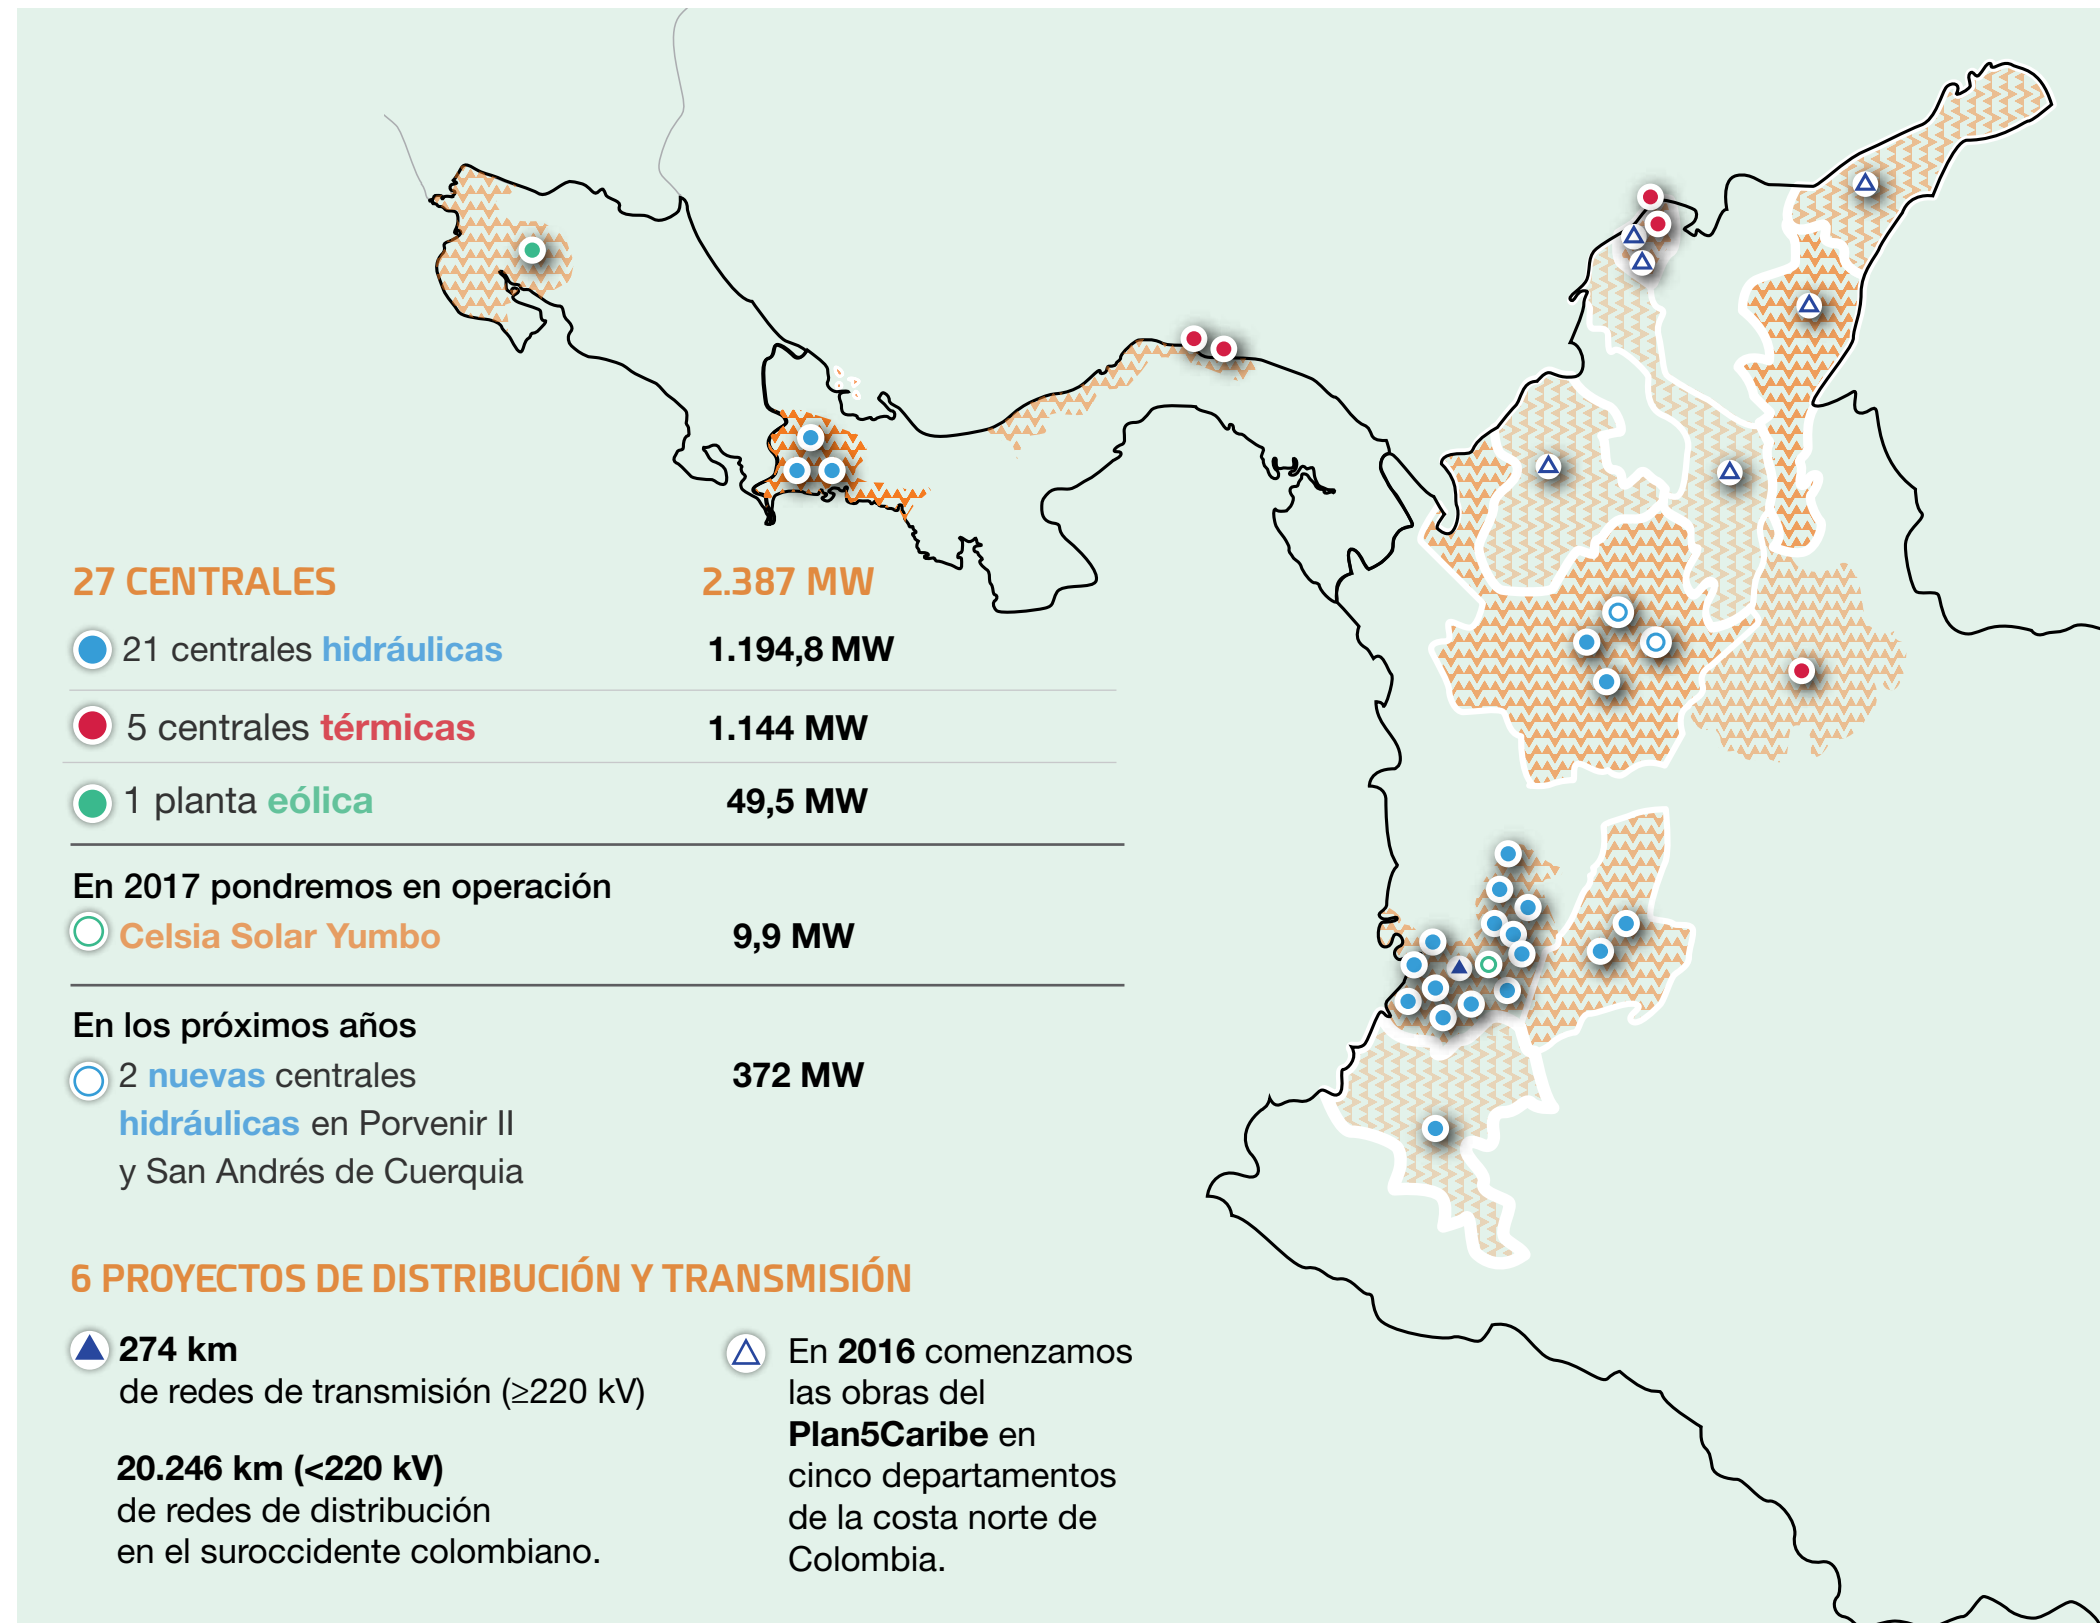 27 CENTRALES 2.387 MW
21 centrales hidráulicas 1.194,8 MW
5 centrales térmicas 1.144 MW
1 planta eólica 49,5 MW
En 2017 pondremos en operación
Celsia Solar Yumbo 9,9 MW
En los próximos años
2 nuevas centrales 372 MW
hidráulicas en Porvenir II
y San Andrés de Cuerquia
6 PROYECTOS DE DISTRIBUCIÓN Y TRANSMISIÓN
274 km
de redes de transmisión (≥220 kV)
20.246 km (<220 kV)
de redes de distribución
en el suroccidente colombiano.
En 2016 comenzamos
las obras del
Plan5Caribe en
cinco departamentos
de la costa norte de
Colombia.